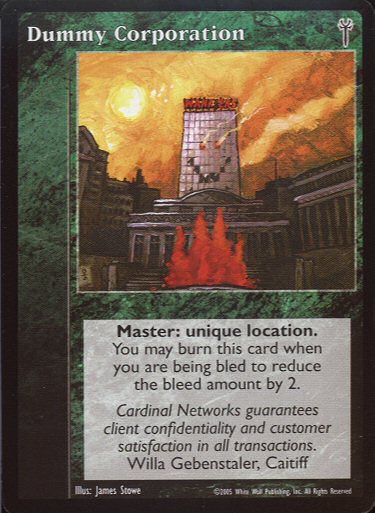 Dummy Corporation
Master: unique location.
You may burn this card when
you are being bled to reduce
the bleed amount by 2.
Cardinal Networks guarantees
client confidentiality and customer
satisfaction in all transactions.
Willa Gebenstaler, Caitiff
Illus: James Stowe
©2005 White Wolf Publishing, Inc. All Rights Reserved